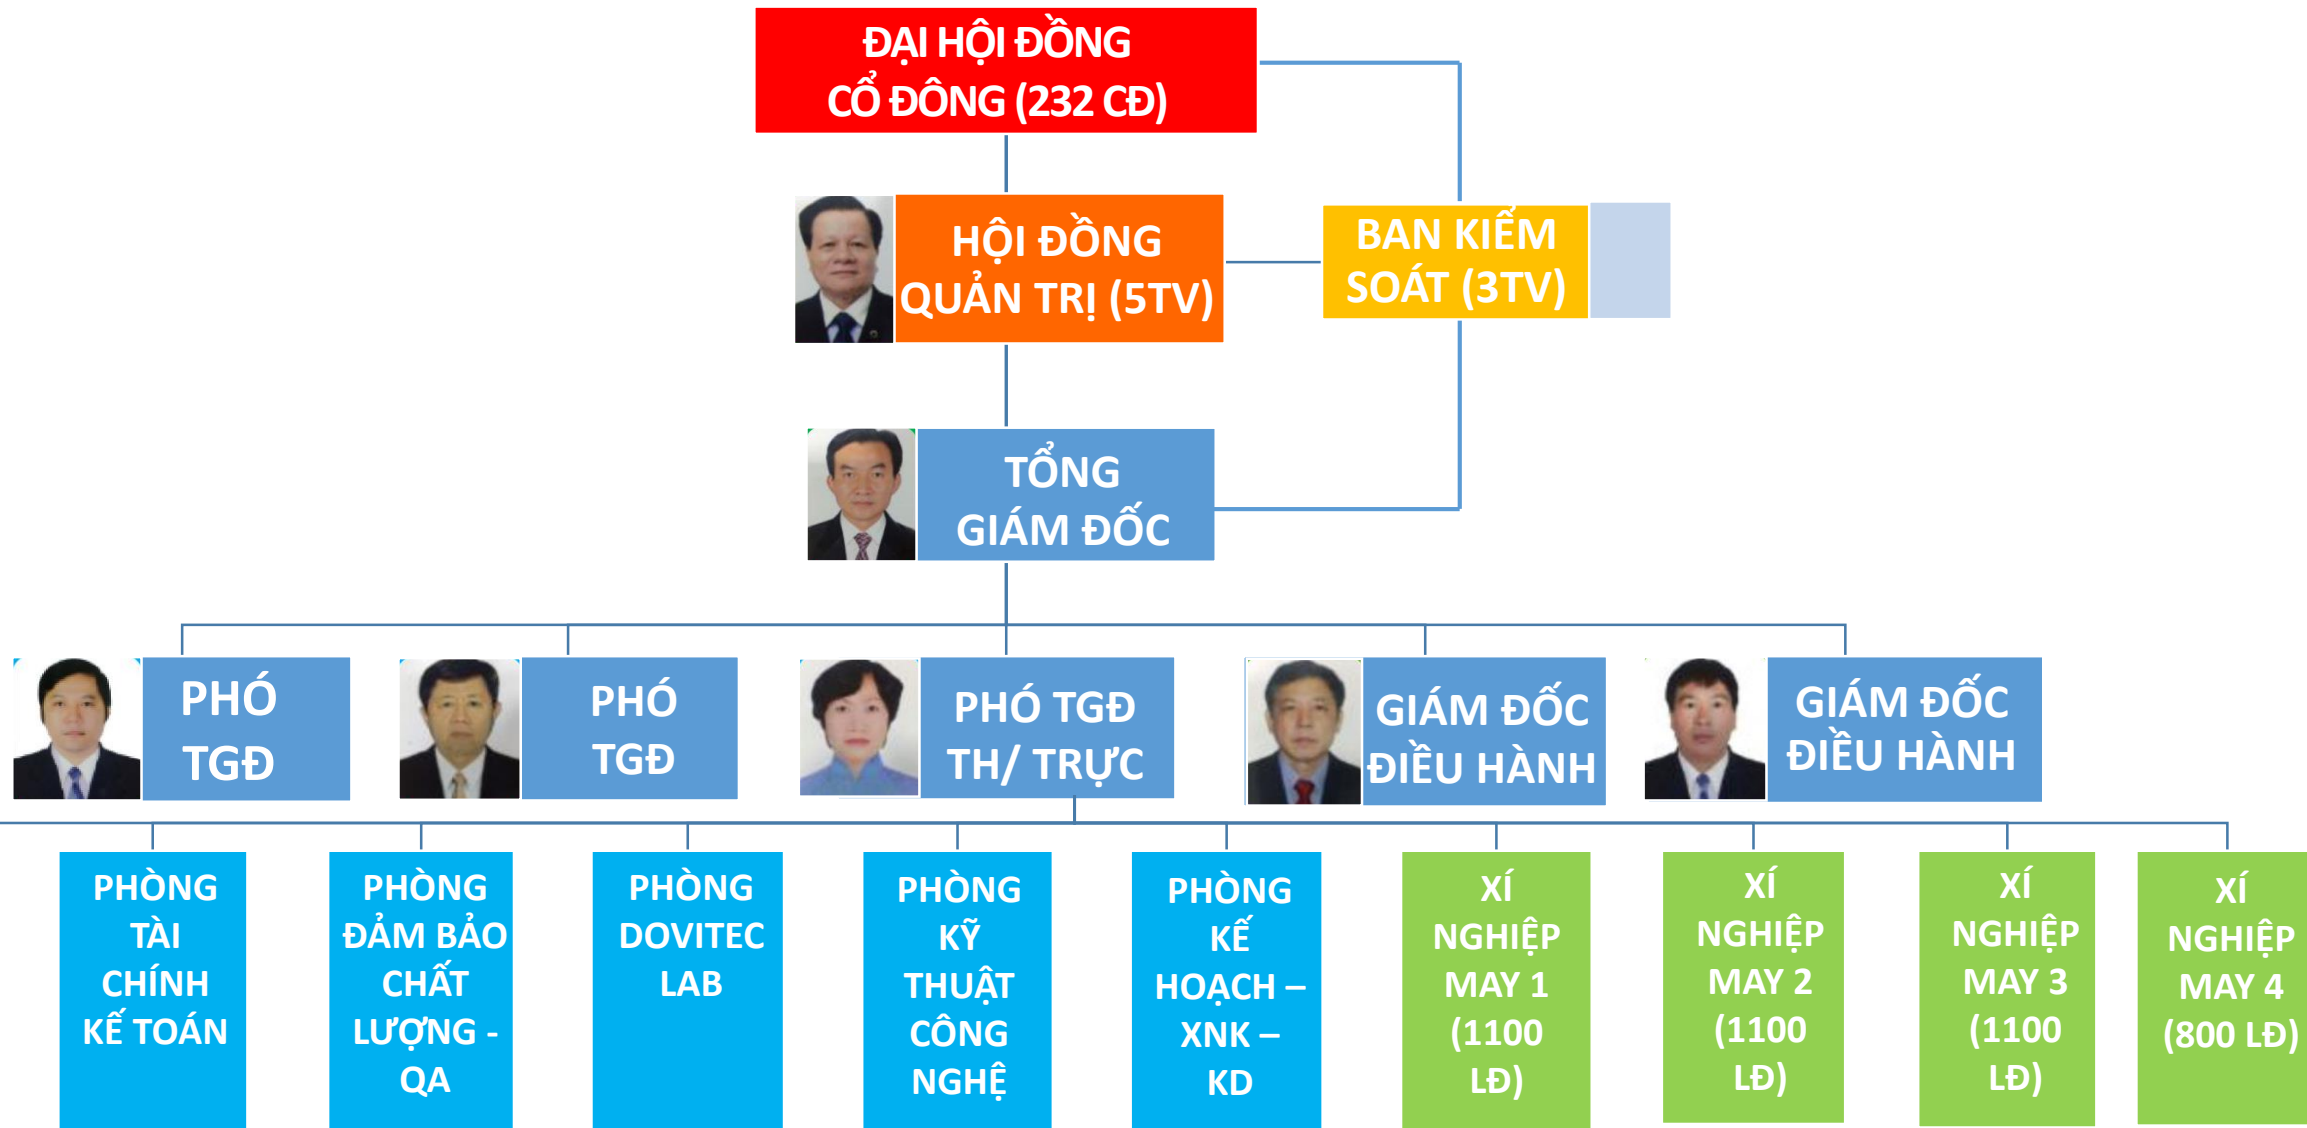 ĐẠI HỘI ĐỒNG
CỔ ĐÔNG (232 CĐ)
HỘI ĐỒNG
QUẢN TRỊ (5TV)
BAN KIỂM
SOÁT (3TV)
TỔNG
GIÁM ĐỐC
PHÓ
TGĐ
PHÓ
TGĐ
PHÓ TGĐ
TH/ TRỰC
GIÁM ĐỐC
ĐIỀU HÀNH
GIÁM ĐỐC
ĐIỀU HÀNH
PHÒNG
TÀI
CHÍNH
KẾ TOÁN
PHÒNG
ĐẢM BẢO
CHẤT
LƯỢNG -
QA
PHÒNG
DOVITEC
LAB
PHÒNG
KỸ
THUẬT
CÔNG
NGHỆ
PHÒNG
KẾ
HOẠCH –
XNK –
KD
XÍ
NGHIỆP
MAY 1
(1100
LĐ)
XÍ
NGHIỆP
MAY 2
(1100
LĐ)
XÍ
NGHIỆP
MAY 3
(1100
LĐ)
XÍ
NGHIỆP
MAY 4
(800 LĐ)